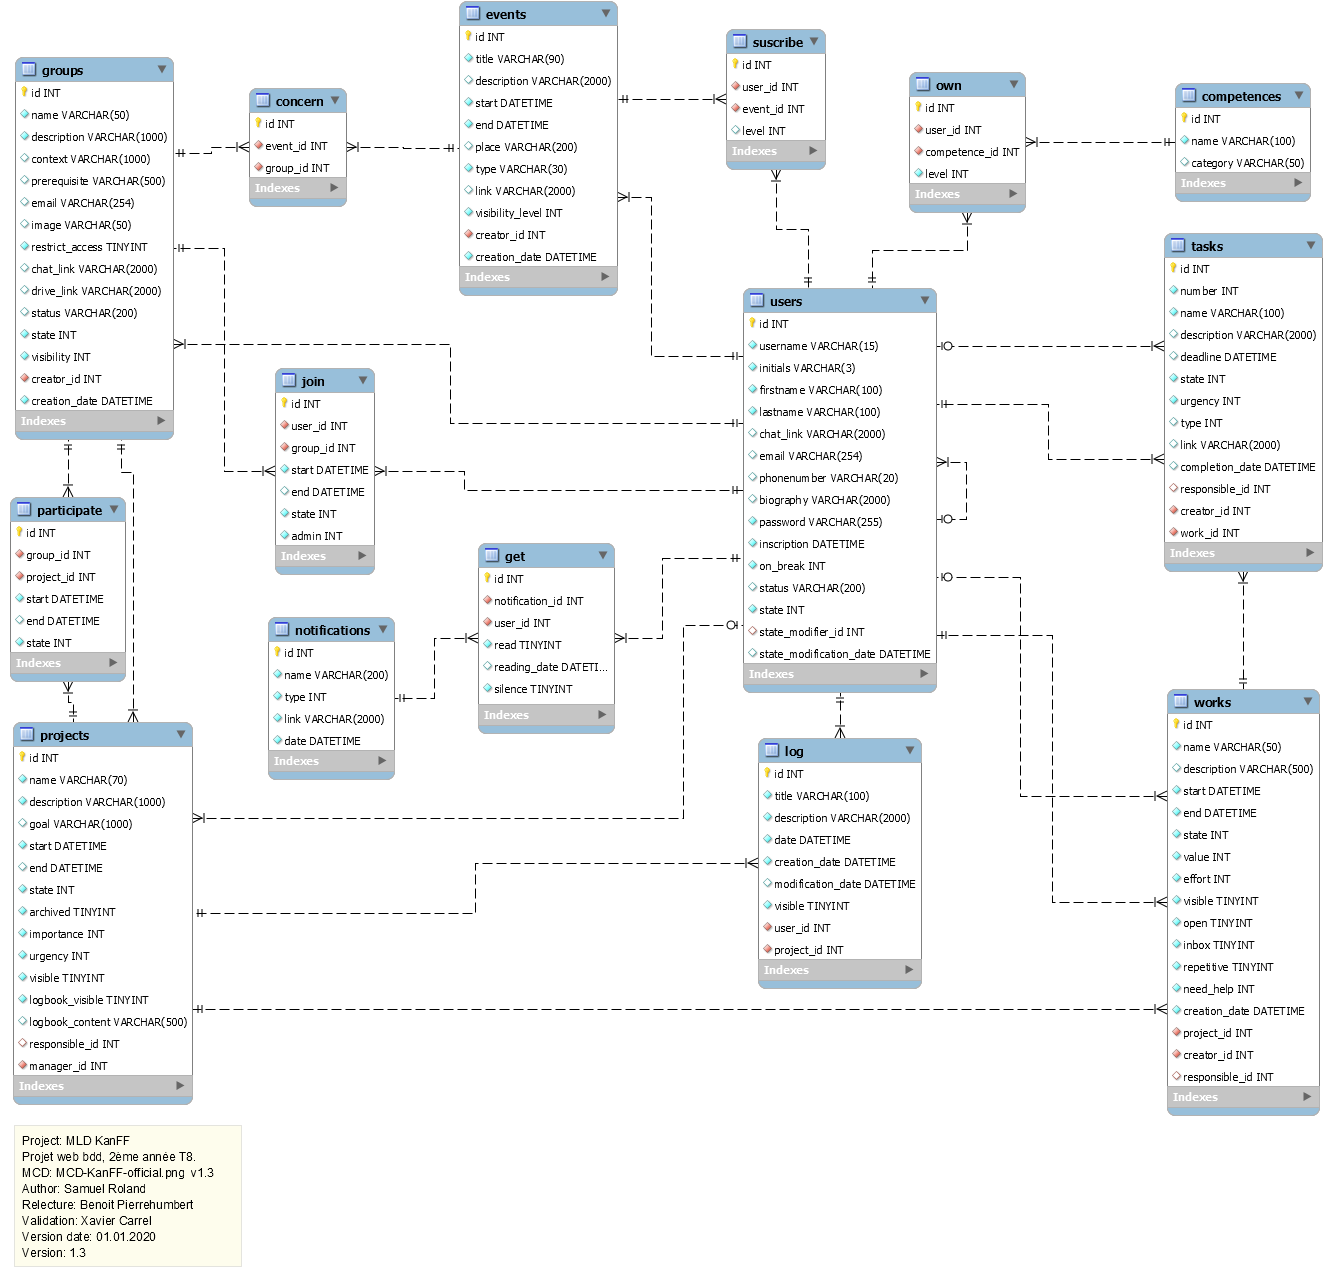 groups
id INT
name VARCHAR(50)
description VARCHAR(1000)
context VARCHAR(1000)
prerequisite VARCHAR(500)
email VARCHAR(254)
image VARCHAR(50)
restrict_access TINYINT
chat_link VARCHAR(2000)
drive_link VARCHAR(2000)
status VARCHAR(200)
state INT
visibility INT
creator_id INT
creation_date DATETIME
Indexes
concern
id INT
event_id INT
group_id INT
Indexes
events
id INT
title VARCHAR(90)
description VARCHAR(2000)
start DATETIME
end DATETIME
place VARCHAR(200)
type VARCHAR(30)
link VARCHAR(2000)
visibility_level INT
creator_id INT
creation_date DATETIME
Indexes
suscribe
id INT
user_id INT
event_id INT
level INT
Indexes
own
id INT
user_id INT
competence_id INT
level INT
Indexes
competences
id INT
name VARCHAR(100)
category VARCHAR(50)
Indexes
tasks
id INT
number INT
name VARCHAR(100)
description VARCHAR(2000)
deadline DATETIME
state INT
urgency INT
type INT
link VARCHAR(2000)
completion_date DATETIME
responsible_id INT
creator_id INT
work_id INT
Indexes
users
id INT
username VARCHAR(15)
initials VARCHAR(3)
firstname VARCHAR(100)
lastname VARCHAR(100)
chat_link VARCHAR(2000)
email VARCHAR(254)
phonenumber VARCHAR(20)
biography VARCHAR(2000)
password VARCHAR(255)
inscription DATETIME
on_break INT
status VARCHAR(200)
state INT
state_modifier_id INT
state_modification_date DATETIME
Indexes
join
id INT
user_id INT
group_id INT
start DATETIME
end DATETIME
state INT
admin INT
Indexes
participate
id INT
group_id INT
project_id INT
start DATETIME
end DATETIME
state INT
Indexes
get
id INT
notification_id INT
user_id INT
read TINYINT
reading_date DATETI...
silence TINYINT
Indexes
notifications
id INT
name VARCHAR(200)
type INT
link VARCHAR(2000)
date DATETIME
Indexes
projects
id INT
name VARCHAR(70)
description VARCHAR(1000)
goal VARCHAR(1000)
start DATETIME
end DATETIME
state INT
archived TINYINT
importance INT
urgency INT
visible TINYINT
logbook_visible TINYINT
logbook_content VARCHAR(500)
responsible_id INT
manager_id INT
Indexes
log
id INT
title VARCHAR(100)
description VARCHAR(2000)
date DATETIME
creation_date DATETIME
modification_date DATETIME
visible TINYINT
user_id INT
project_id INT
Indexes
works
id INT
name VARCHAR(50)
description VARCHAR(500)
start DATETIME
end DATETIME
state INT
value INT
effort INT
visible TINYINT
open TINYINT
inbox TINYINT
repetitive TINYINT
need_help INT
creation_date DATETIME
project_id INT
creator_id INT
responsible_id INT
Indexes
Project: MLD KanFF
Projet web bdd, 2ème année T8.
MCD: MCD-KanFF-official.png v1.3
Author: Samuel Roland
Relecture: Benoit Pierrehumbert
Validation: Xavier Carrel
Version date: 01.01.2020
Version: 1.3